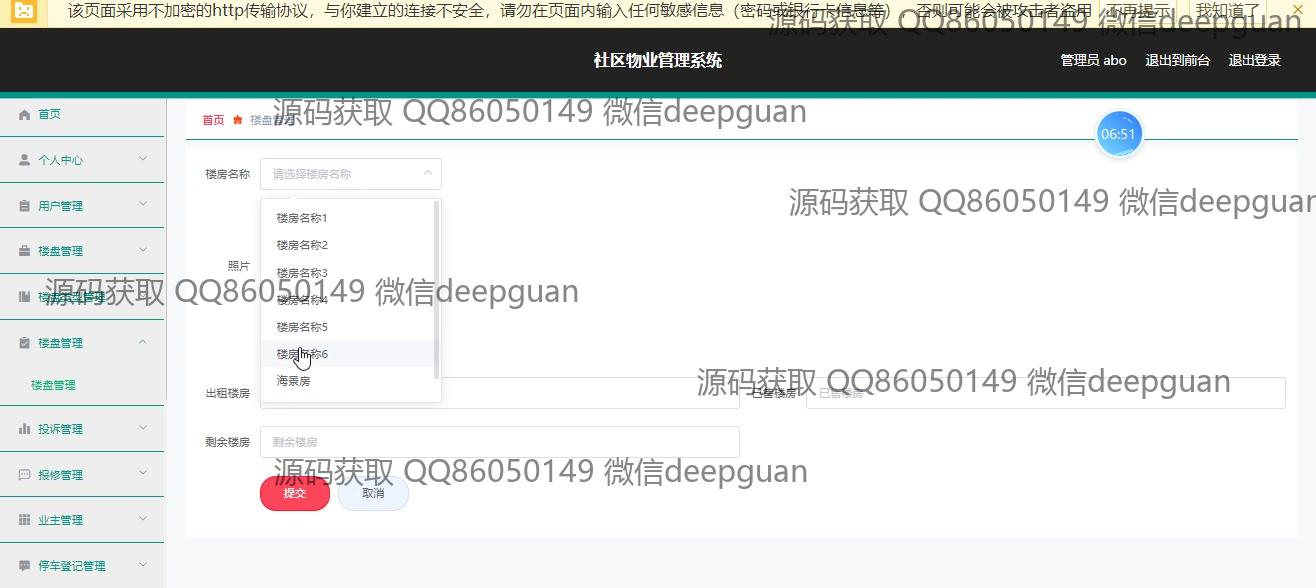 该页面采用不加密的http传输协议，与你建立的连接不安全，请勿在页面内输入任何敏感信息（密码或银行卡信息等），否则可能会被攻击者盗用 不再提示 我知道了
源码获取 QQ86050149 微信deepguan
社区物业管理系统
管理员 abo 退出到前台 退出登录
首页
个人中心
用户管理
楼盘管理
楼盘类型管理
楼盘管理
楼盘管理
投诉管理
报修管理
业主管理
停车登记管理
首页 楼盘管理
源码获取 QQ86050149 微信deepguan
06:51
楼房名称 请选择楼房名称
源码获取 QQ86050149 微信deepguan
楼房名称1
楼房名称2
照片
楼房名称3
源码获取 QQ86050149 微信deepguan
楼房名称4
楼房名称5
楼房名称6
海景房
源码获取 QQ86050149 微信deepguan
出租楼房
已售楼房 已售楼房
剩余楼房 剩余楼房
源码获取 QQ86050149 微信deepguan
提交 取消